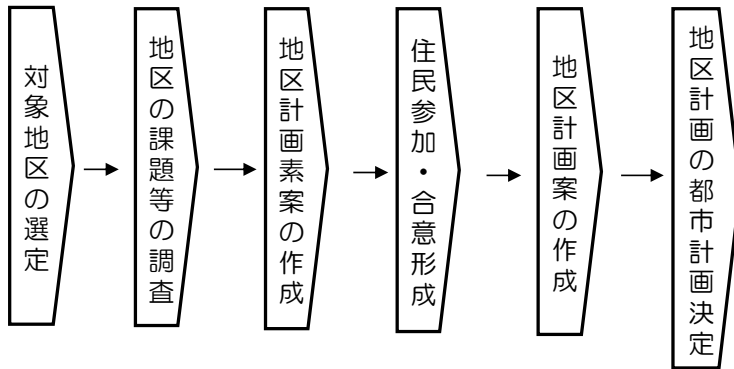 対象地区の選定
地区の課題等の調査
地区計画素案の作成
住民参加・合意形成
地区計画案の作成
地区計画の都市計画決定